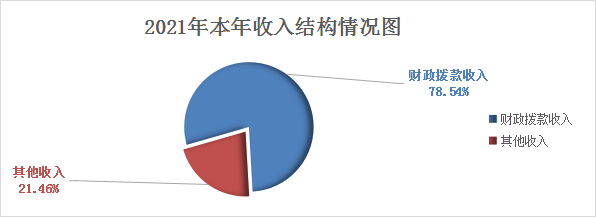 2021年本年收入结构情况图
财政拨款收入
78.54%
财政拨款收入
其他收入
其他收入
21.46%